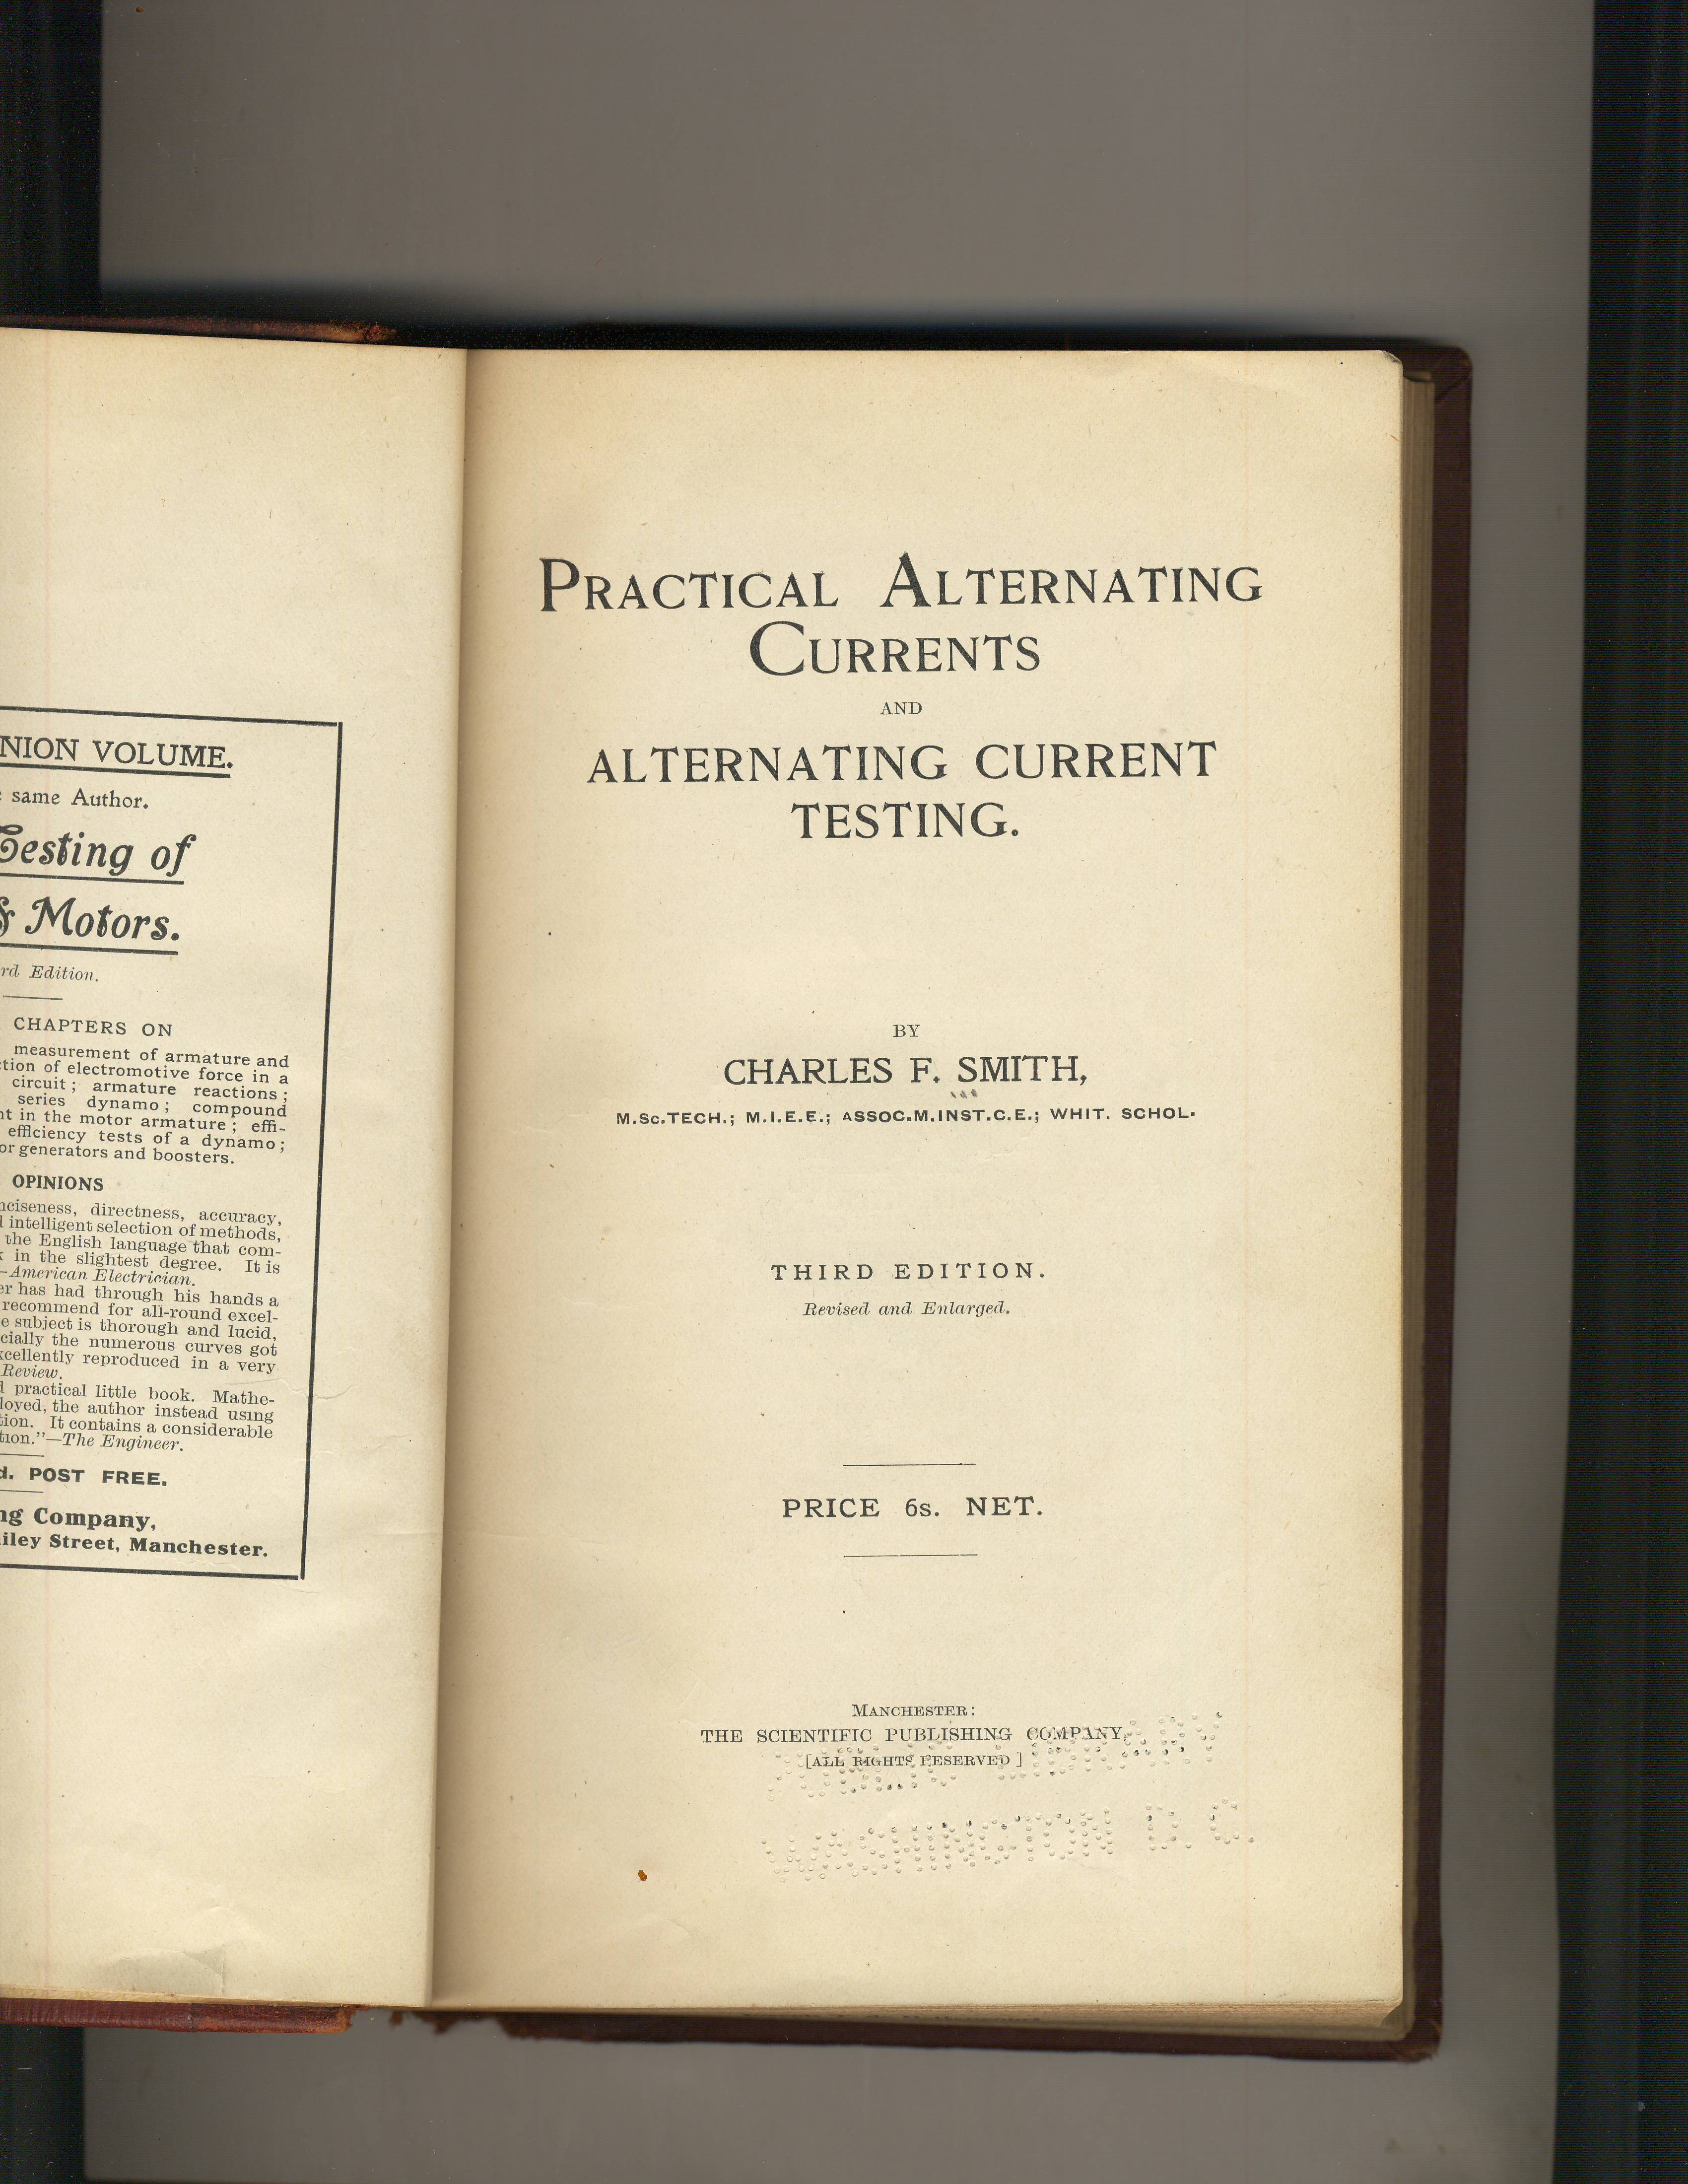 NION VOLUME.
same Author.
Testing of
& Motors.
rd Edition.
CHAPTERS ON
measurement of armature and
ction of electromotive force in a
circuit; armature reactions;
series dynamo; compound
nt in the motor armature; effi-
efficiency tests of a dynamo;
or generators and boosters.
OPINIONS
nciseness, directness, accuracy,
intelligent selection of methods,
the English language that com-
in the slightest degree. It is
—American Electrician.
er has had through his hands a
recommend for all-round excel-
e subject is thorough and lucid,
cially the numerous curves got
xcellently reproduced in a very
Review.
practical little book. Mathe-
loyed, the author instead using
tion. It contains a considerable
tion."—The Engineer.
d. POST FREE.
ng Company,
iley Street, Manchester.
PRACTICAL ALTERNATING
CURRENTS
AND
ALTERNATING CURRENT
TESTING.
BY
CHARLES F. SMITH,
M.Sc.TECH.; M.I.E.E.; ASSOC.M.INST.C.E.; WHIT. SCHOL.
THIRD EDITION.
Revised and Enlarged.
PRICE 6s. NET.
MANCHESTER:
THE SCIENTIFIC PUBLISHING COMPANY.
[ALL RIGHTS RESERVED]
PUBLIC LIBRARY
WASHINGTON D.C.